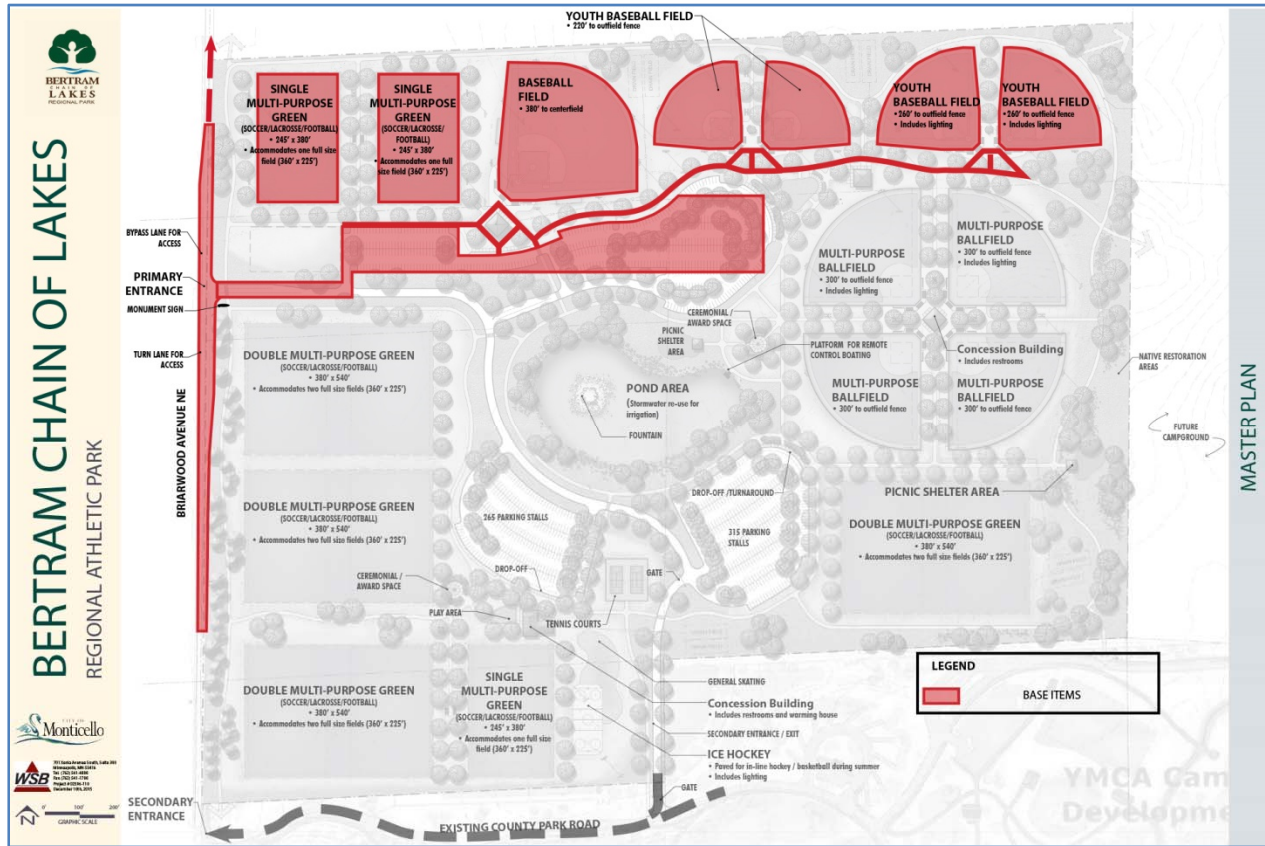 BERTRAM
CHAIN OF
LAKES
REGIONAL PARK
BERTRAM CHAIN OF LAKES
REGIONAL ATHLETIC PARK
Monticello
WSB
N
0' 100' 200'
GRAPHIC SCALE
YOUTH BASEBALL FIELD
• 220' to outfield fence
SINGLE
MULTI-PURPOSE
GREEN
(SOCCER/LACROSSE/FOOTBALL)
• 245' x 380'
• Accommodates one full size
field (360' x 225')
SINGLE
MULTI-PURPOSE
GREEN
(SOCCER/LACROSSE/
FOOTBALL)
• 245' x 380'
• Accommodates one full
size field (360' x 225')
BASEBALL
FIELD
• 380' to centerfield
YOUTH
BASEBALL FIELD
• 260' to outfield fence
• Includes lighting
YOUTH
BASEBALL FIELD
• 260' to outfield fence
• Includes lighting
BYPASS LANE FOR
ACCESS
PRIMARY
ENTRANCE
MONUMENT SIGN
TURN LANE FOR
ACCESS
BRIARWOOD AVENUE NE
MULTI-PURPOSE
BALLFIELD
• 300' to outfield fence
• Includes lighting
MULTI-PURPOSE
BALLFIELD
• 300' to outfield fence
• Includes lighting
CEREMONIAL /
AWARD SPACE
PICNIC
SHELTER
AREA
PLATFORM FOR REMOTE
CONTROL BOATING
Concession Building
• Includes restrooms
NATIVE RESTORATION
AREAS
DOUBLE MULTI-PURPOSE GREEN
(SOCCER/LACROSSE/FOOTBALL)
• 380' x 540'
• Accommodates two full size fields (360' x 225')
POND AREA
(Stormwater re-use for
irrigation)
FOUNTAIN
MULTI-PURPOSE
BALLFIELD
• 300' to outfield fence
MULTI-PURPOSE
BALLFIELD
• 300' to outfield fence
FUTURE
CAMPGROUND
DOUBLE MULTI-PURPOSE GREEN
(SOCCER/LACROSSE/FOOTBALL)
• 380' x 540'
• Accommodates two full size fields (360' x 225')
265 PARKING STALLS
DROP-OFF /TURNAROUND
315 PARKING
STALLS
PICNIC SHELTER AREA
DOUBLE MULTI-PURPOSE GREEN
(SOCCER/LACROSSE/FOOTBALL)
• 380' x 540'
• Accommodates two full size fields (360' x 225')
CEREMONIAL /
AWARD SPACE
DROP-OFF
GATE
PLAY AREA
TENNIS COURTS
DOUBLE MULTI-PURPOSE GREEN
(SOCCER/LACROSSE/FOOTBALL)
• 380' x 540'
• Accommodates two full size fields (360' x 225')
SINGLE
MULTI-PURPOSE
GREEN
(SOCCER/LACROSSE/FOOTBALL)
• 245' x 380'
• Accommodates one full size
field (360' x 225')
GENERAL SKATING
Concession Building
• Includes restrooms and warming house
SECONDARY ENTRANCE / EXIT
ICE HOCKEY
• Paved for in-line hockey / basketball during summer
• Includes lighting
GATE
SECONDARY
ENTRANCE
EXISTING COUNTY PARK ROAD
LEGEND
BASE ITEMS
YMCA Cam
Developme
MASTER PLAN